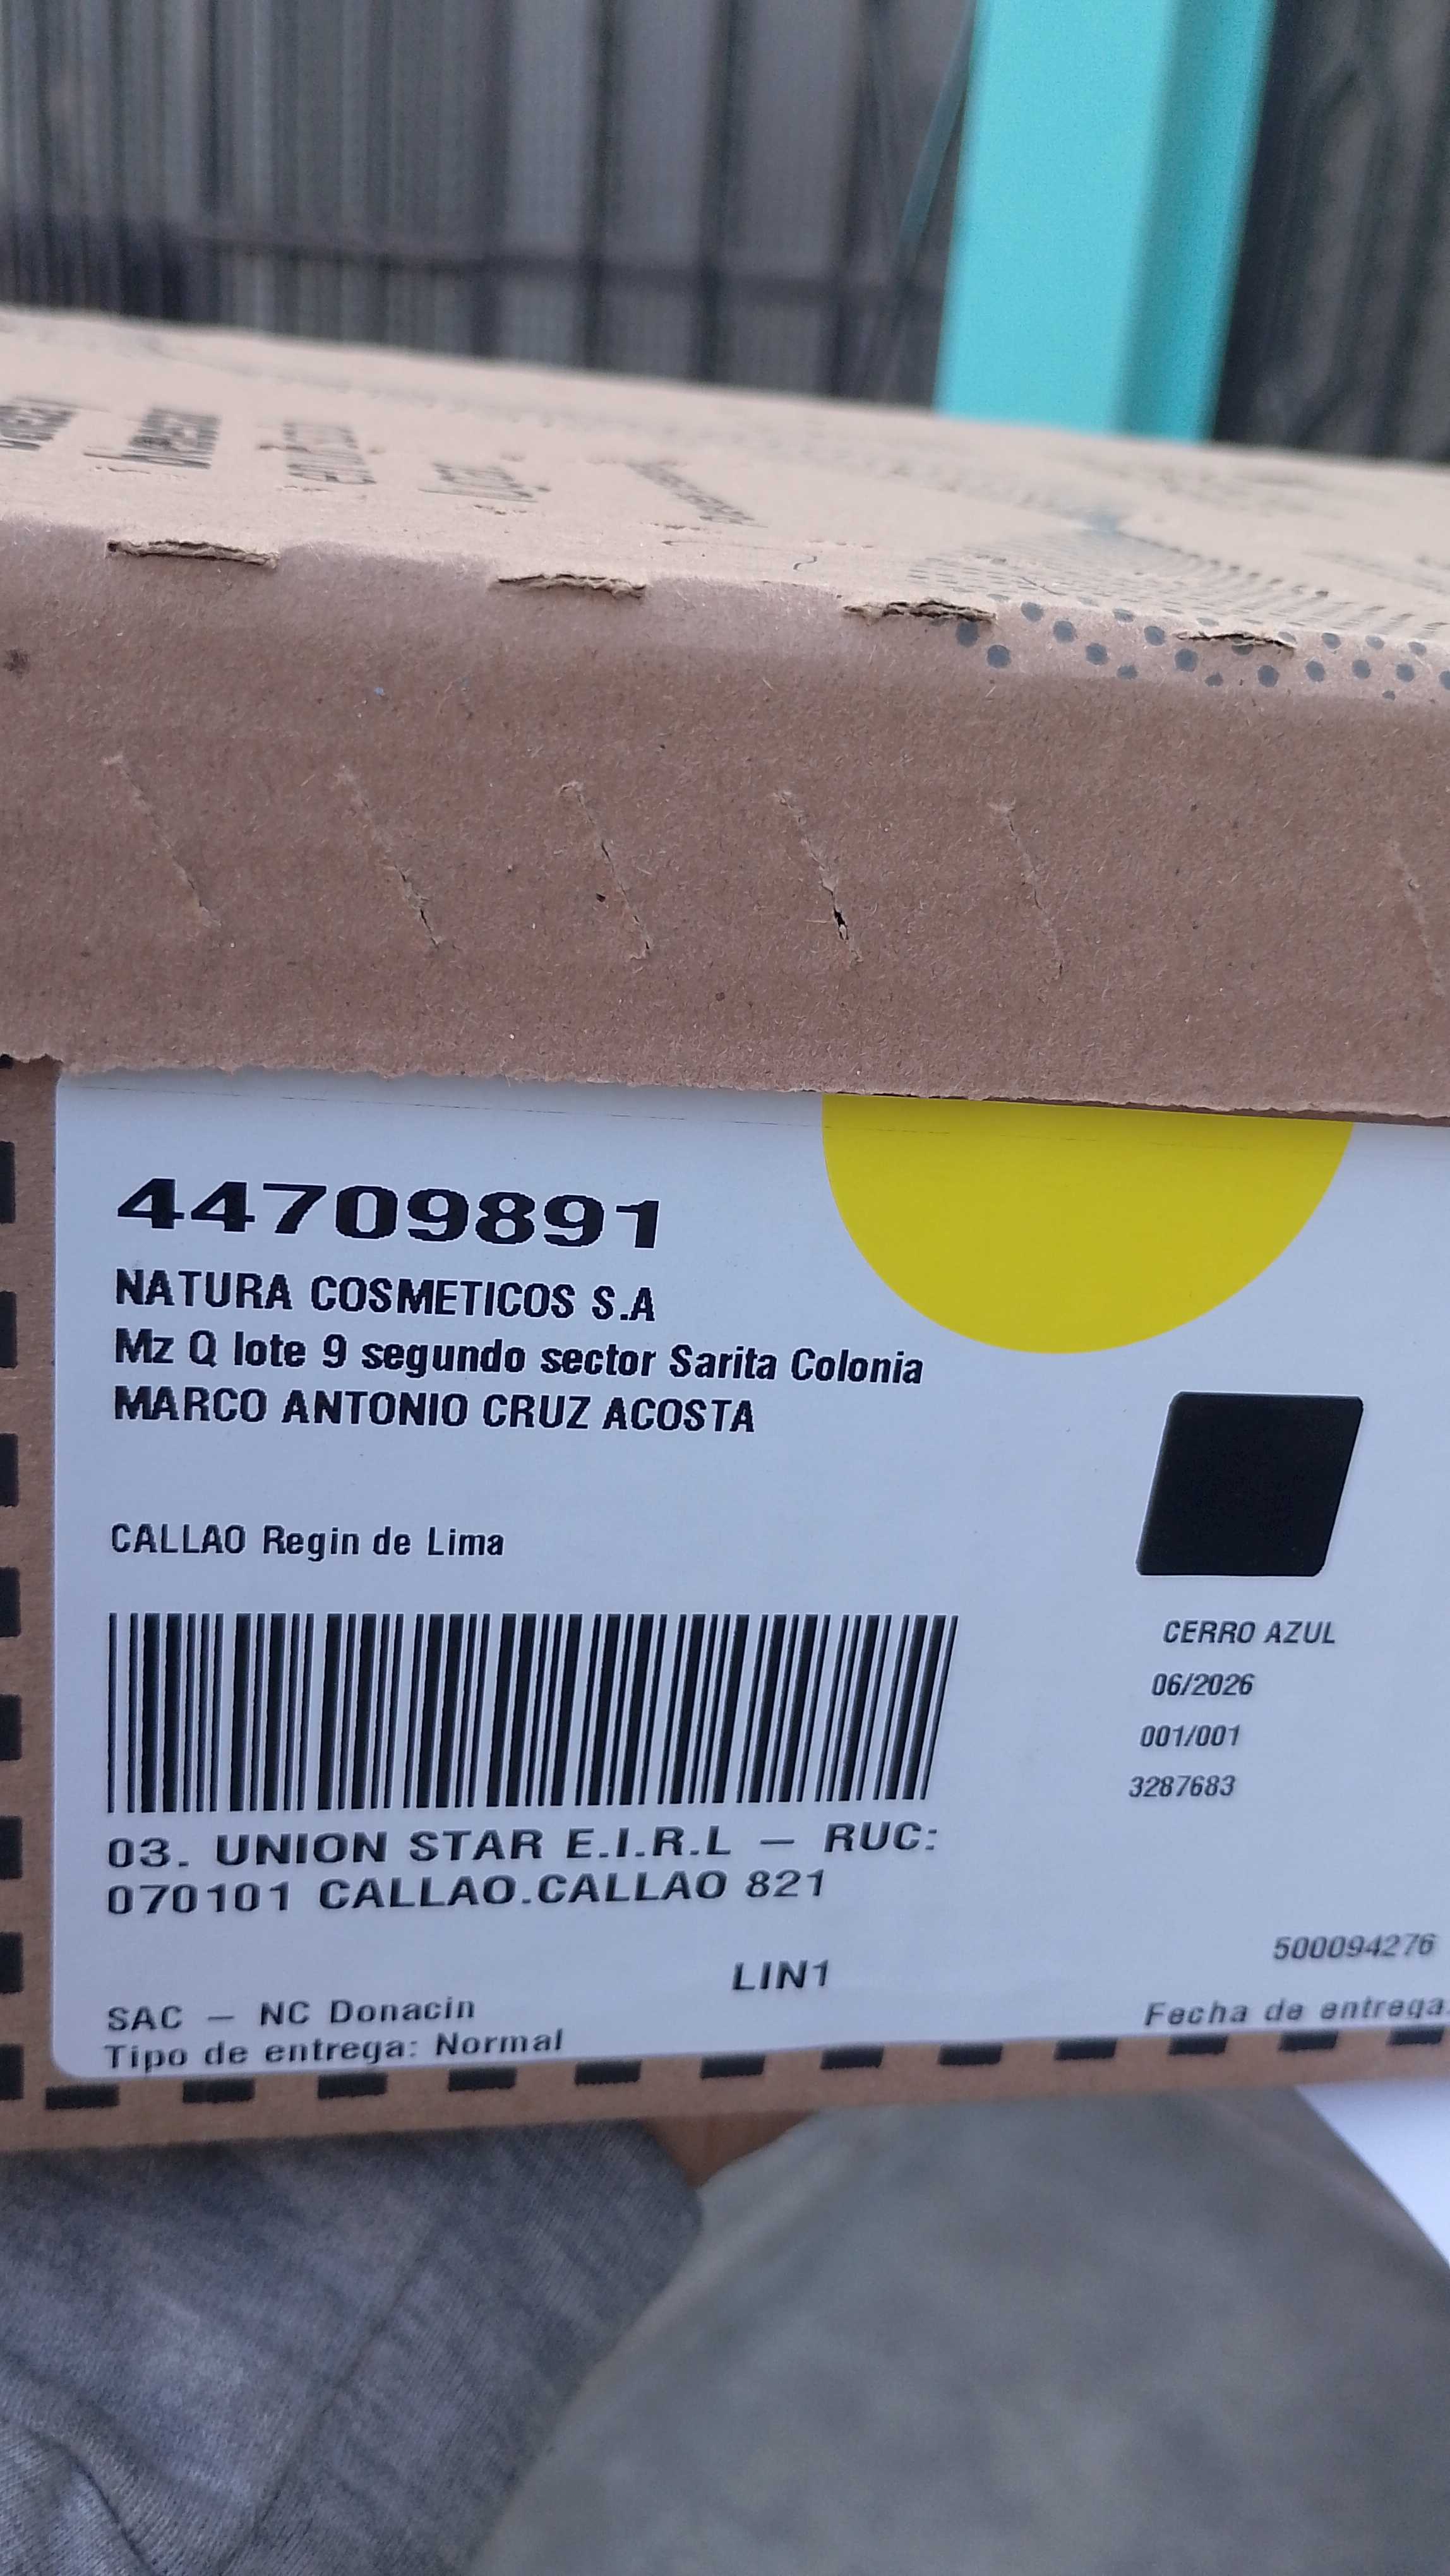 44709891
NATURA COSMETICOS S.A
Mz Q lote 9 segundo sector Sarita Colonia
MARCO ANTONIO CRUZ ACOSTA
CALLAO Regin de Lima
CERRO AZUL
06/2026
001/001
3287683
03. UNION STAR E.I.R.L – RUC:
070101 CALLAO.CALLAO 821
500094276
LIN1
SAC – NC Donacin
Fecha de entrega:
Tipo de entrega: Normal